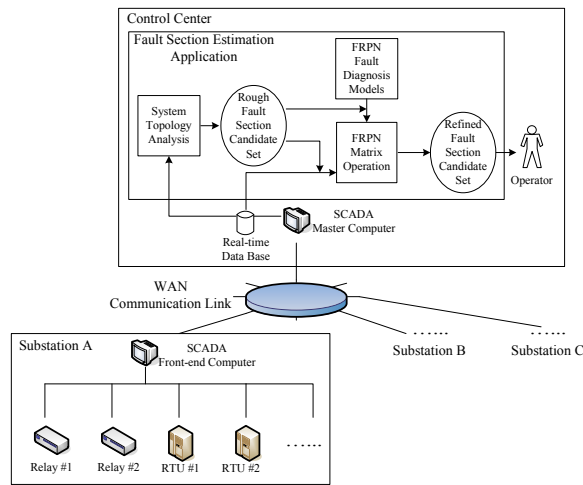 Control Center
Fault Section Estimation
Application
FRPN
Fault
Diagnosis
Models
System
Topology
Analysis
Rough
Fault
Section
Candidate
Set
FRPN
Matrix
Operation
Refined
Fault
Section
Candidate
Set
Operator
Real-time
Data Base
SCADA
Master Computer
WAN
Communication Link
Substation A
SCADA
Front-end Computer
Relay #1
Relay #2
RTU #1
RTU #2
……
……
Substation B
……
Substation C